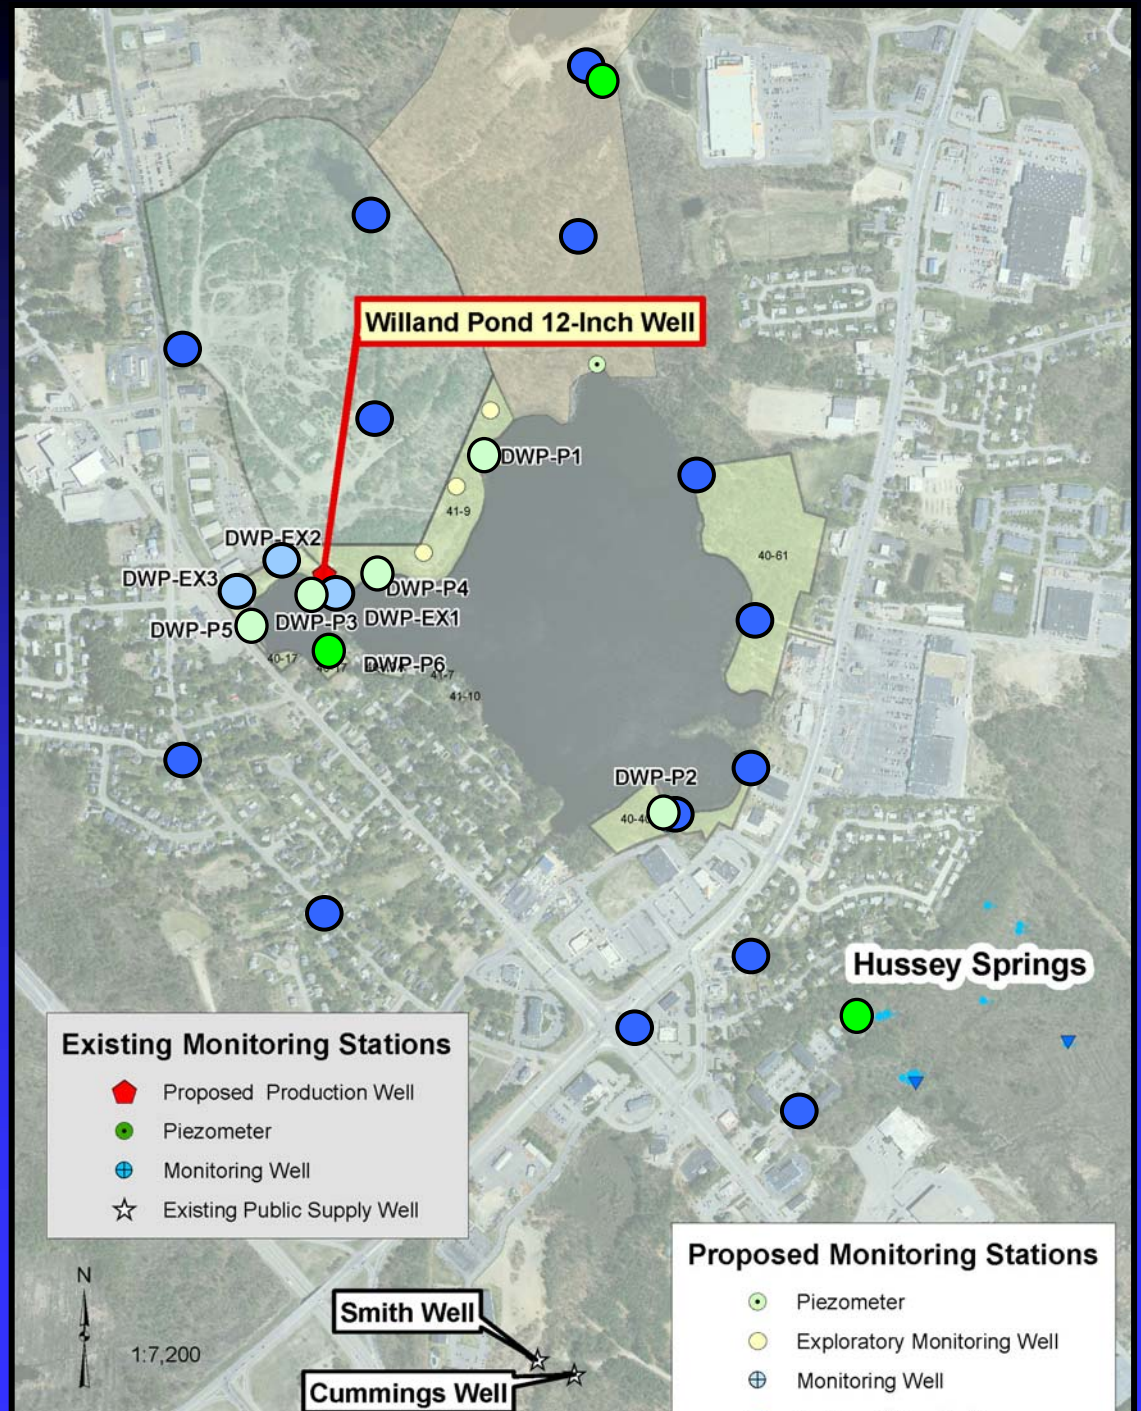 Willand Pond 12-Inch Well
DWP-P1
41-9
DWP-EX2
40-61
DWP-EX3
DWP-P4
DWP-P3
DWP-EX1
DWP-P5
40-17
DWP-P6
41-7
41-10
DWP-P2
Hussey Springs
Existing Monitoring Stations
Proposed Production Well
Piezometer
Monitoring Well
Existing Public Supply Well
Proposed Monitoring Stations
Piezometer
Exploratory Monitoring Well
Monitoring Well
N
1:7,200
Smith Well
Cummings Well